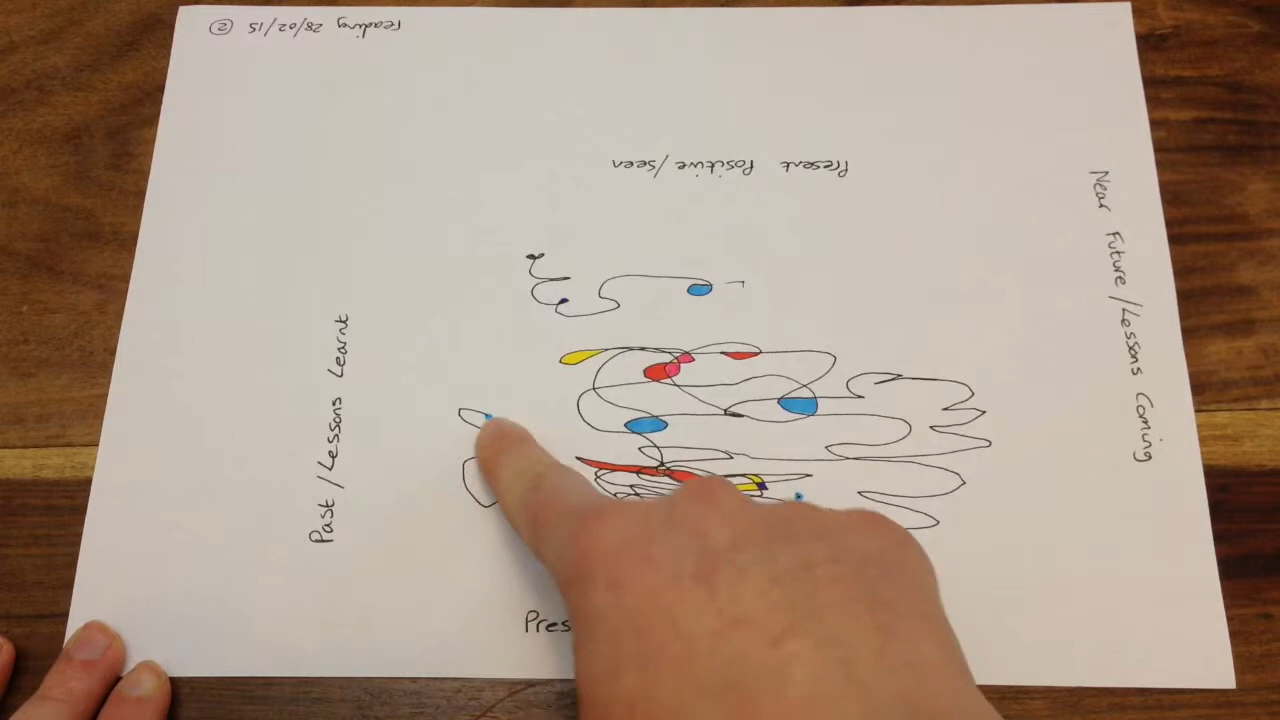 reading 28/02/15 ②
Present Positive/seen
Near Future/Lessons Coming
Past/Lessons Learnt
Pres